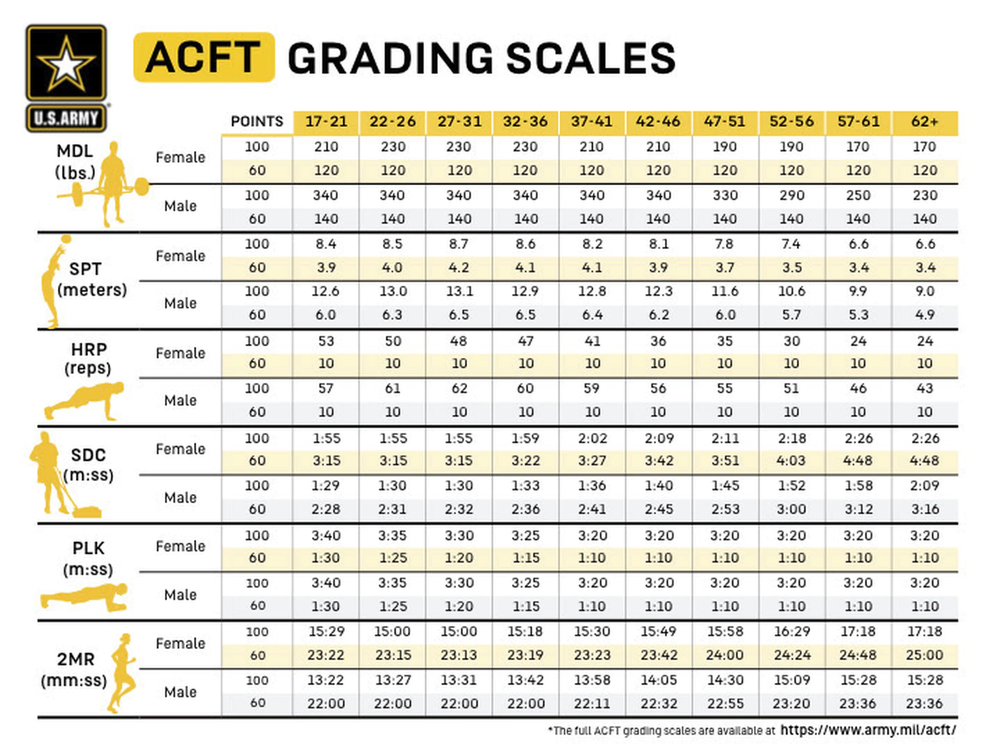 ACFT GRADING SCALES
U.S.ARMY
POINTS 17-21 22-26 27-31 32-36 37-41 42-46 47-51 52-56 57-61 62+
MDL (lbs.)
Female
100 210 230 230 230 210 210 190 190 170 170
60 120 120 120 120 120 120 120 120 120 120
Male
100 340 340 340 340 340 340 330 290 250 230
60 140 140 140 140 140 140 140 140 140 140
SPT (meters)
Female
100 8.4 8.5 8.7 8.6 8.2 8.1 7.8 7.4 6.6 6.6
60 3.9 4.0 4.2 4.1 4.1 3.9 3.7 3.5 3.4 3.4
Male
100 12.6 13.0 13.1 12.9 12.8 12.3 11.6 10.6 9.9 9.0
60 6.0 6.3 6.5 6.5 6.4 6.2 6.0 5.7 5.3 4.9
HRP (reps)
Female
100 53 50 48 47 41 36 35 30 24 24
60 10 10 10 10 10 10 10 10 10 10
Male
100 57 61 62 60 59 56 55 51 46 43
60 10 10 10 10 10 10 10 10 10 10
SDC (m:ss)
Female
100 1:55 1:55 1:55 1:59 2:02 2:09 2:11 2:18 2:26 2:26
60 3:15 3:15 3:15 3:22 3:27 3:42 3:51 4:03 4:48 4:48
Male
100 1:29 1:30 1:30 1:33 1:36 1:40 1:45 1:52 1:58 2:09
60 2:28 2:31 2:32 2:36 2:41 2:45 2:53 3:00 3:12 3:16
PLK (m:ss)
Female
100 3:40 3:35 3:30 3:25 3:20 3:20 3:20 3:20 3:20 3:20
60 1:30 1:25 1:20 1:15 1:10 1:10 1:10 1:10 1:10 1:10
Male
100 3:40 3:35 3:30 3:25 3:20 3:20 3:20 3:20 3:20 3:20
60 1:30 1:25 1:20 1:15 1:10 1:10 1:10 1:10 1:10 1:10
2MR (mm:ss)
Female
100 15:29 15:00 15:00 15:18 15:30 15:49 15:58 16:29 17:18 17:18
60 23:22 23:15 23:13 23:19 23:23 23:42 24:00 24:24 24:48 25:00
Male
100 13:22 13:27 13:31 13:42 13:58 14:05 14:30 15:09 15:28 15:28
60 22:00 22:00 22:00 22:00 22:11 22:32 22:55 23:20 23:36 23:36
*The full ACFT grading scales are available at https://www.army.mil/acft/